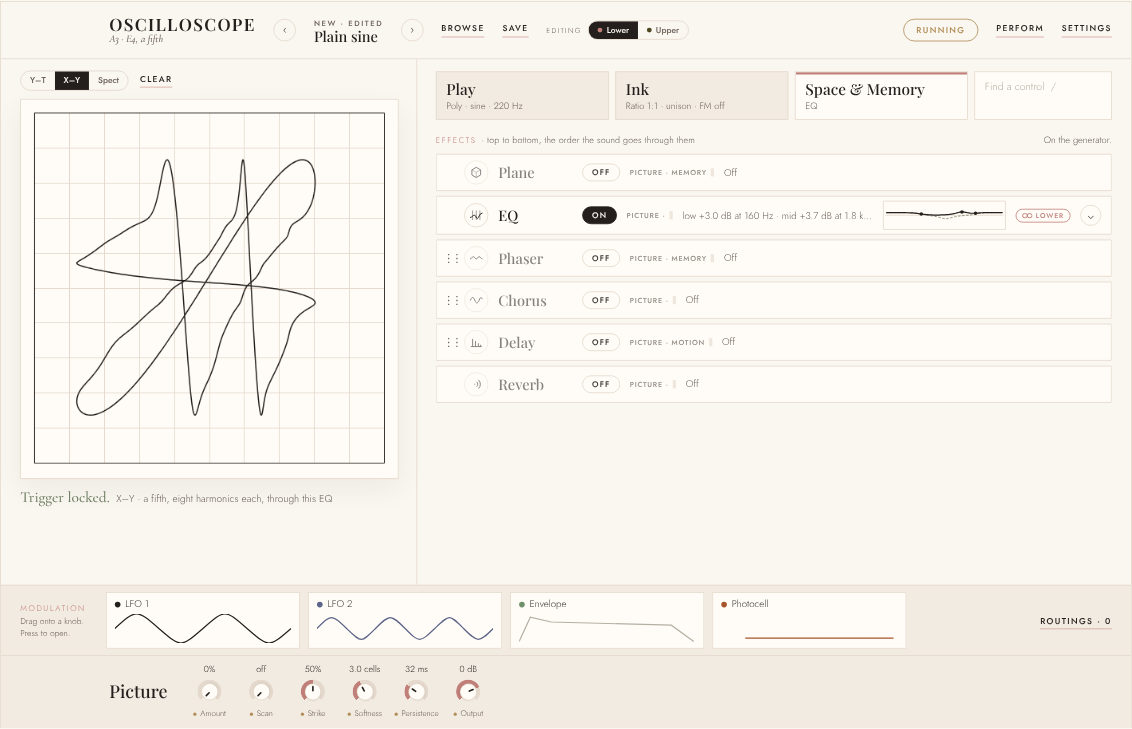 OSCILLOSCOPE
A3 · E4, a fifth
‹
NEW · EDITED
Plain sine
›
BROWSE
SAVE
EDITING
Lower
Upper
RUNNING
PERFORM
SETTINGS
Y–T
X–Y
Spect
CLEAR
Play
Poly · sine · 220 Hz
Ink
Ratio 1:1 · unison · FM off
Space & Memory
EQ
Find a control /
EFFECTS · top to bottom, the order the sound goes through them
On the generator.
Plane OFF PICTURE · MEMORY Off
EQ ON PICTURE · low +3.0 dB at 160 Hz · mid +3.7 dB at 1.8 k... LOWER
Phaser OFF PICTURE · MEMORY Off
Chorus OFF PICTURE · Off
Delay OFF PICTURE · MOTION Off
Reverb OFF PICTURE · Off
Trigger locked. X–Y · a fifth, eight harmonics each, through this EQ
MODULATION
Drag onto a knob.
Press to open.
LFO 1
LFO 2
Envelope
Photocell
ROUTINGS · 0
Picture
0% off 50% 3.0 cells 32 ms 0 dB
Amount Scan Strike Softness Persistence Output